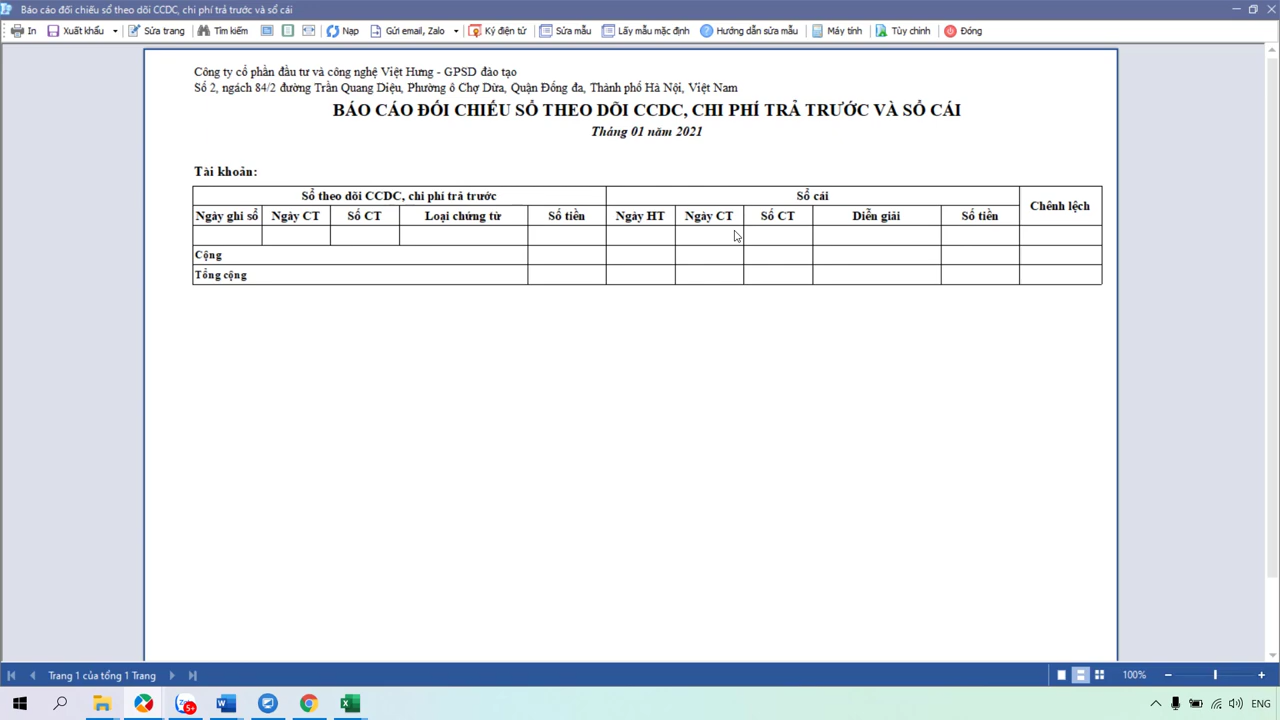 Báo cáo đối chiếu sổ theo dõi CCDC, chi phí trả trước và sổ cái
In Xuất khẩu Sửa trang Tìm kiếm Nạp Gửi email, Zalo Ký điện tử Sửa mẫu Lấy mẫu mặc định Hướng dẫn sửa mẫu Máy tính Tùy chỉnh Đóng
Công ty cổ phần đầu tư và công nghệ Việt Hưng - GPSD đào tạo
Số 2, ngách 84/2 đường Trần Quang Diệu, Phường ô Chợ Dừa, Quận Đống đa, Thành phố Hà Nội, Việt Nam
BÁO CÁO ĐỐI CHIẾU SỔ THEO DÕI CCDC, CHI PHÍ TRẢ TRƯỚC VÀ SỔ CÁI
Tháng 01 năm 2021
Tài khoản:
Sổ theo dõi CCDC, chi phí trả trước Sổ cái Chênh lệch
Ngày ghi sổ Ngày CT Số CT Loại chứng từ Số tiền Ngày HT Ngày CT Số CT Diễn giải Số tiền
Cộng
Tổng cộng
Trang 1 của tổng 1 Trang 100%
5+ ENG